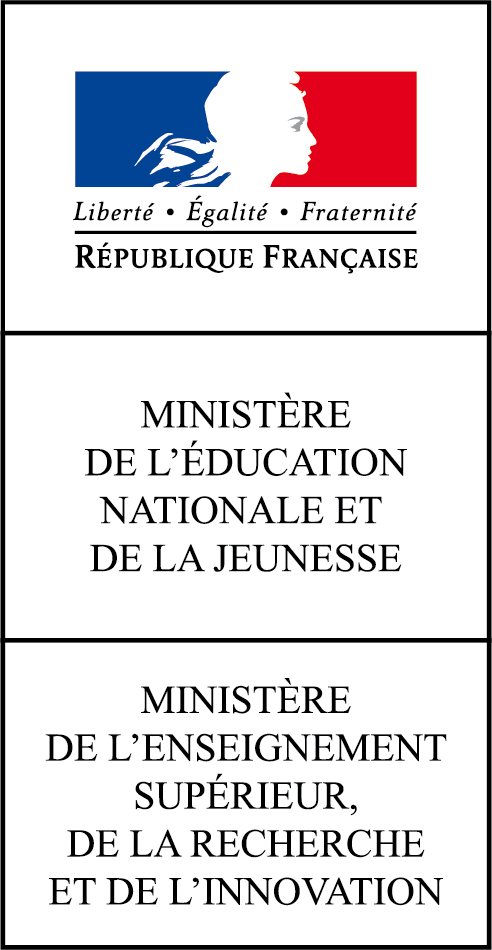 Liberté • Égalité • Fraternité
RÉPUBLIQUE FRANÇAISE
MINISTÈRE
DE L’ÉDUCATION
NATIONALE ET
DE LA JEUNESSE
MINISTÈRE
DE L’ENSEIGNEMENT
SUPÉRIEUR,
DE LA RECHERCHE
ET DE L’INNOVATION